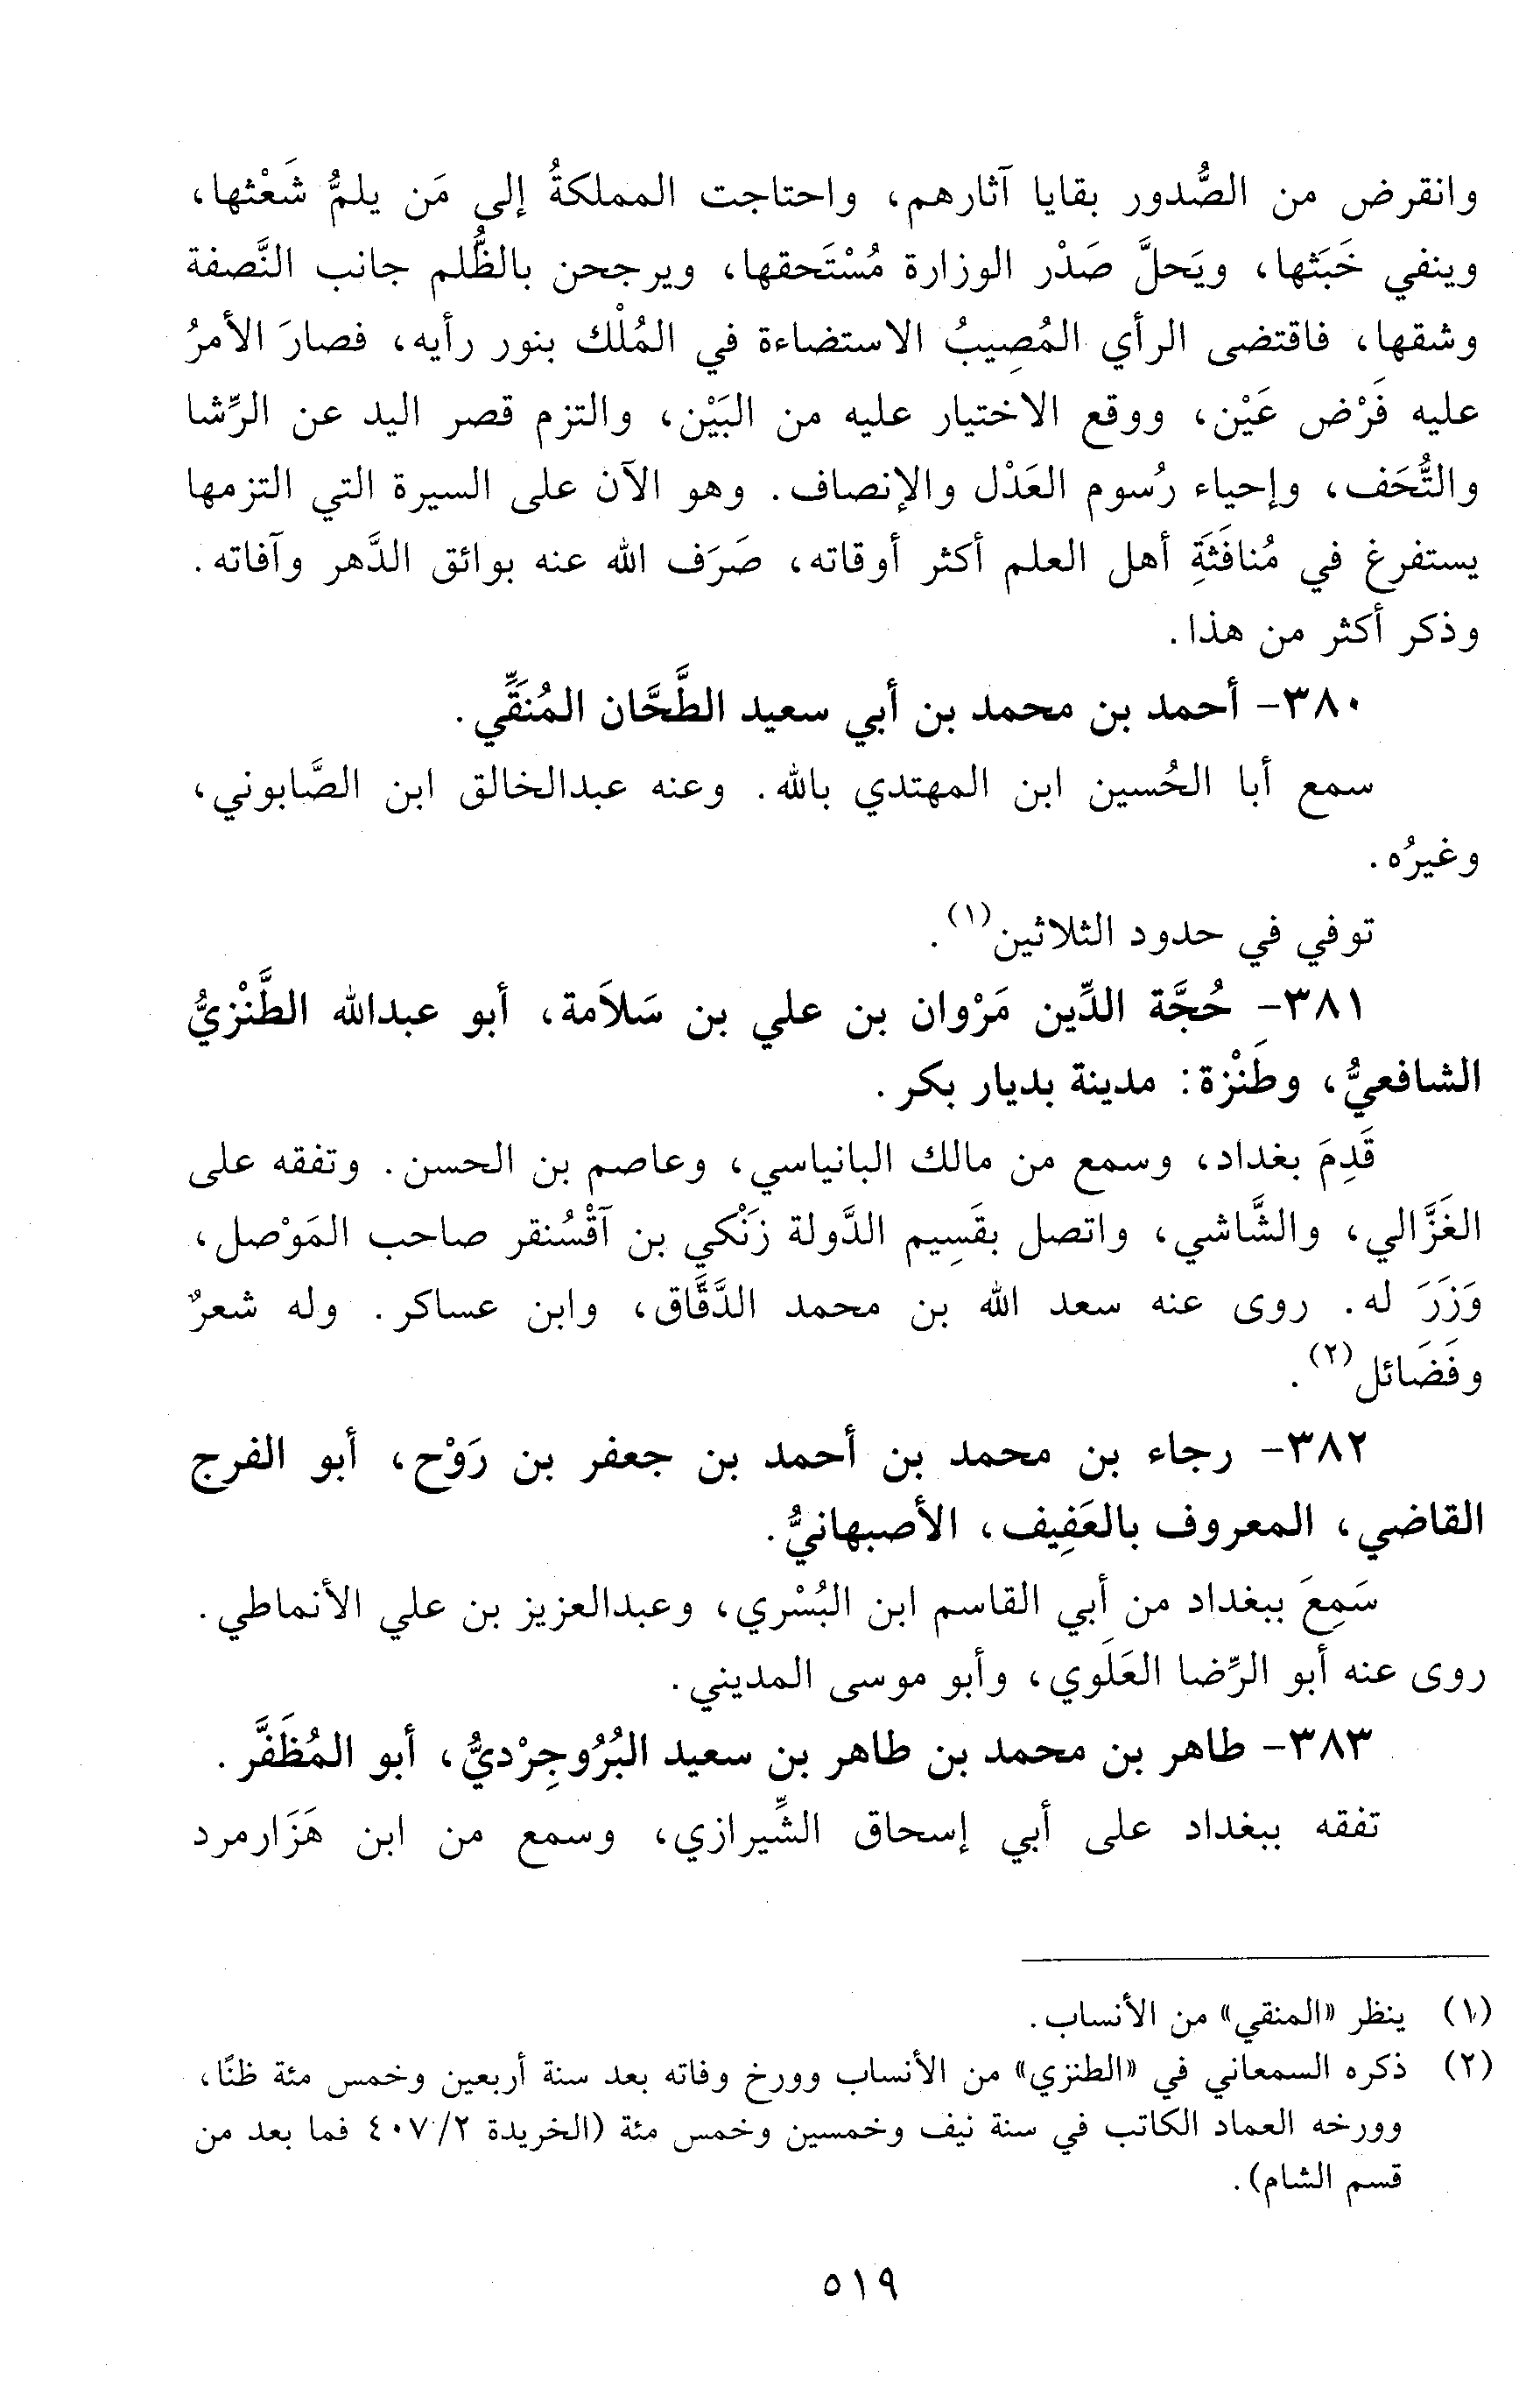 وانقرض من الصُّدور بقايا آثارهم، واحتاجت المملكةُ إلى مَن يلمُّ شَعْثها،
وينفي خَبَثها، ويَحلَّ صَدْر الوزارة مُسْتَحقها، ويرجحن بالظُّلم جانب النَّصفة
وشقها، فاقتضى الرأي المُصِيبُ الاستضاءة في المُلْك بنور رأيه، فصارَ الأمرُ
عليه فَرْض عَيْن، ووقع الاختيار عليه من البَيْن، والتزم قصر اليد عن الرِّشا
والتُّحَف، وإحياء رُسوم العَدْل والإنصاف. وهو الآن على السيرة التي التزمها
يستفرغ في مُنافَثَةِ أهل العلم أكثر أوقاته، صَرَف الله عنه بوائق الدَّهر وآفاته.
وذكر أكثر من هذا.
٣٨٠- أحمد بن محمد بن أبي سعيد الطَّحَّان المُنَقِّي.
سمع أبا الحُسين ابن المهتدي بالله. وعنه عبدالخالق ابن الصَّابوني،
وغيرُه.
توفي في حدود الثلاثين(١).
٣٨١- حُجَّة الدِّين مَرْوان بن علي بن سَلاَمة، أبو عبدالله الطَّنْزيُّ
الشافعيُّ، وطَنْزة: مدينة بديار بكر.
قَدِمَ بغداد، وسمع من مالك البانياسي، وعاصم بن الحسن. وتفقه على
الغَزَّالي، والشَّاشي، واتصل بقَسِيم الدَّولة زَنْكي بن آقْسُنقر صاحب المَوْصل،
وَزَرَ له. روى عنه سعد الله بن محمد الدَّقَّاق، وابن عساكر. وله شعرٌ
وفَضَائل(٢).
٣٨٢- رجاء بن محمد بن أحمد بن جعفر بن رَوْح، أبو الفرج
القاضي، المعروف بالعَفِيف، الأصبهانيُّ.
سَمِعَ ببغداد من أبي القاسم ابن البُسْري، وعبدالعزيز بن علي الأنماطي.
روى عنه أبو الرِّضا العَلَوي، وأبو موسى المديني.
٣٨٣- طاهر بن محمد بن طاهر بن سعيد البُرُوجِرْديُّ، أبو المُظَفَّر.
تفقه ببغداد على أبي إسحاق الشِّيرازي، وسمع من ابن هَزَارمرد
(١) ينظر «المنقي» من الأنساب.
(٢) ذكره السمعاني في «الطنزي» من الأنساب وورخ وفاته بعد سنة أربعين وخمس مئة ظنًا،
وورخه العماد الكاتب في سنة نيف وخمسين وخمس مئة (الخريدة ٢/ ٤٠٧ فما بعد من
قسم الشام).
٥١٩